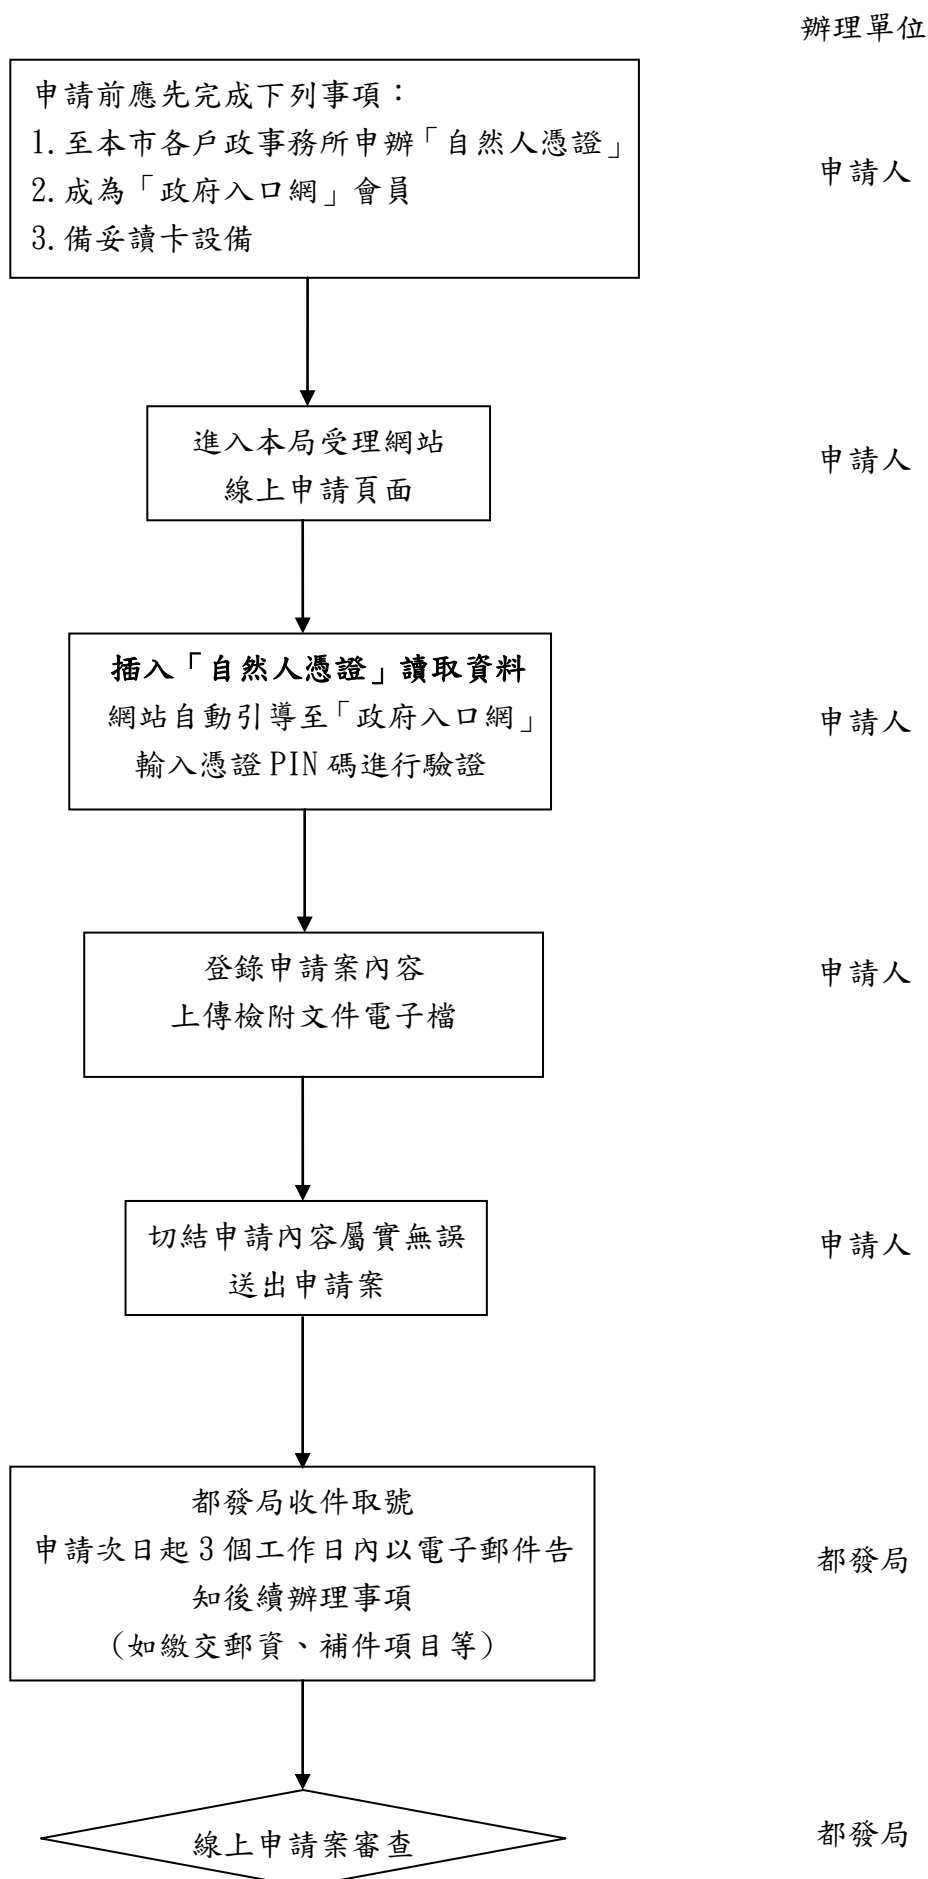 辦理單位
申請前應先完成下列事項：
1.至本市各戶政事務所申辦「自然人憑證」
2.成為「政府入口網」會員
3.備妥讀卡設備
申請人
進入本局受理網站
線上申請頁面
申請人
插入「自然人憑證」讀取資料
網站自動引導至「政府入口網」
輸入憑證 PIN 碼進行驗證
申請人
登錄申請案內容
上傳檢附文件電子檔
申請人
切結申請內容屬實無誤
送出申請案
申請人
都發局收件取號
申請次日起 3 個工作日內以電子郵件告
知後續辦理事項
(如繳交郵資、補件項目等)
都發局
線上申請案審查
都發局